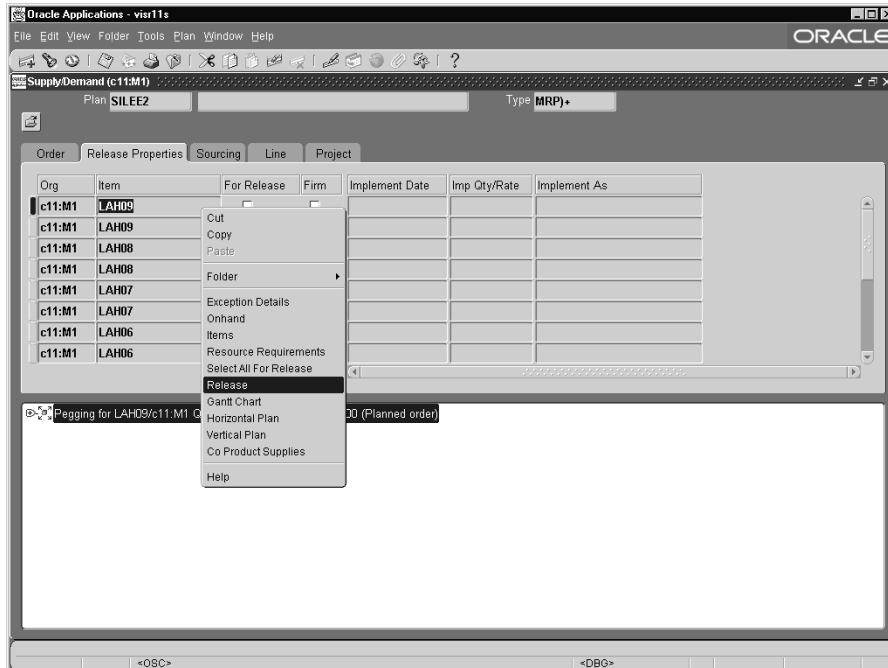 Oracle Applications - visr11s
File Edit View Folder Tools Plan Window Help
ORACLE
Supply/Demand (c11:M1)
Plan SILEE2 Type MRP)+
Order Release Properties Sourcing Line Project
Org Item For Release Firm Implement Date Imp Qty/Rate Implement As
c11:M1 LAH09
c11:M1 LAH09
c11:M1 LAH08
c11:M1 LAH08
c11:M1 LAH07
c11:M1 LAH07
c11:M1 LAH06
c11:M1 LAH06
Cut
Copy
Paste
Folder
Exception Details
Onhand
Items
Resource Requirements
Select All For Release
Release
Gantt Chart
Horizontal Plan
Vertical Plan
Co Product Supplies
Help
Pegging for LAH09/c11:M1 Q 00 (Planned order)
<OSC> <DBG>